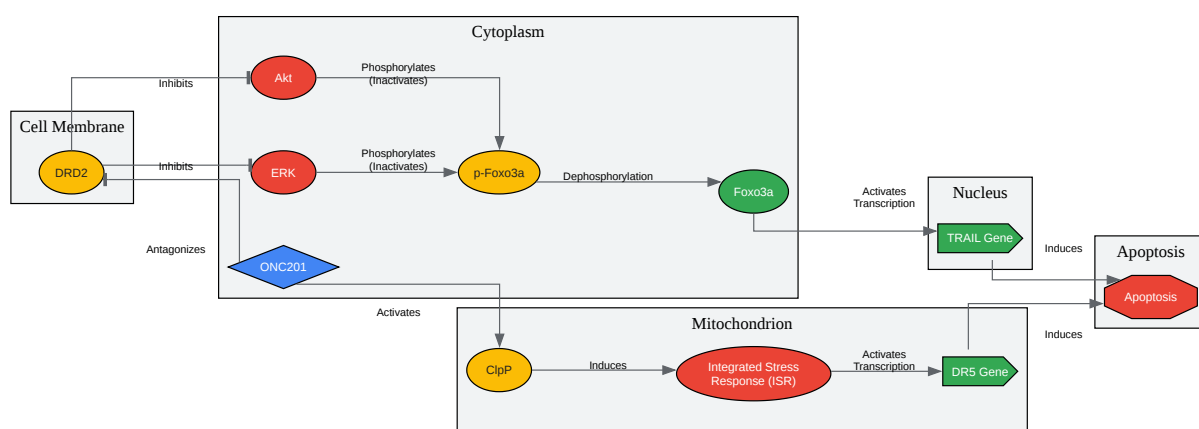 Cytoplasm
Akt
Phosphorylates
(Inactivates)
Inhibits
Cell Membrane
DRD2
Inhibits
ERK
Phosphorylates
(Inactivates)
p-Foxo3a
Dephosphorylation
Foxo3a
Activates
Transcription
Nucleus
TRAIL Gene
Antagonizes
ONC201
Induces
Apoptosis
Apoptosis
Activates
Mitochondrion
Induces
ClpP
Induces
Integrated Stress
Response (ISR)
Activates
Transcription
DR5 Gene